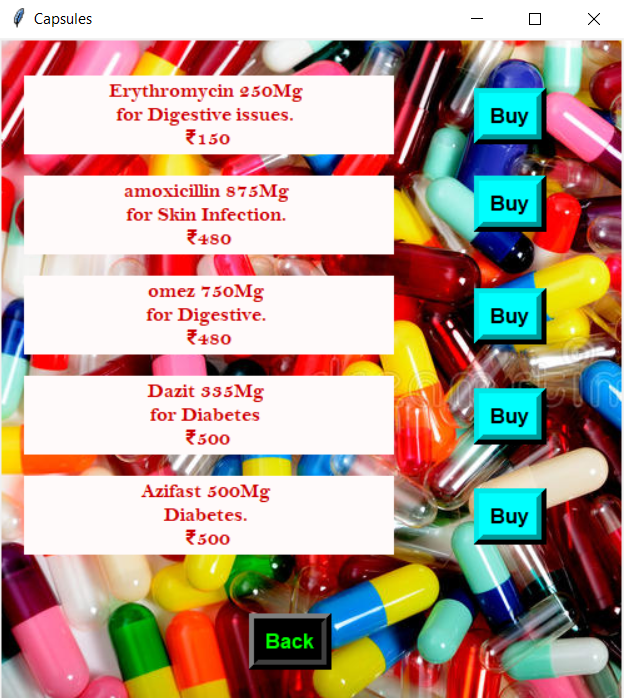 Capsules
Erythromycin 250Mg
for Digestive issues.
₹150
Buy
amoxicillin 875Mg
for Skin Infection.
₹480
Buy
omez 750Mg
for Digestive.
₹480
Buy
Dazit 335Mg
for Diabetes
₹500
Buy
Azifast 500Mg
Diabetes.
₹500
Buy
Back